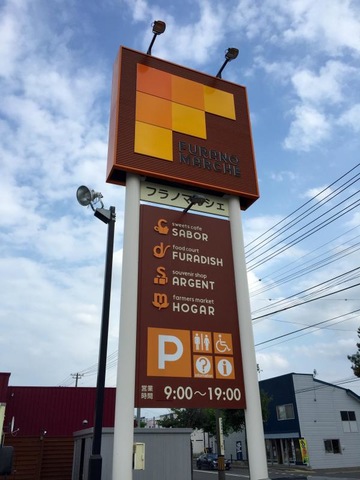 FURANO
MARCHE
フラノマルシェ
sweets cafe
SABOR
food court
FURADISH
souvenir shop
ARGENT
farmers market
HOGAR
P
?
i
営業
時間
9:00~19:00